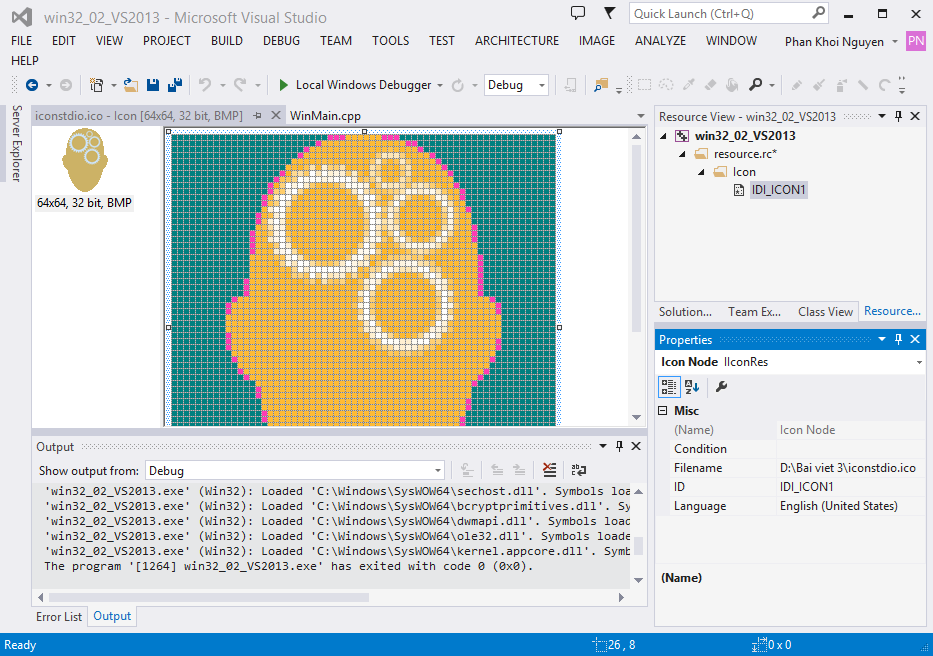 win32_02_VS2013 - Microsoft Visual Studio
Quick Launch (Ctrl+Q)
FILE EDIT VIEW PROJECT BUILD DEBUG TEAM TOOLS TEST ARCHITECTURE IMAGE ANALYZE WINDOW Phan Khoi Nguyen PN
HELP
Local Windows Debugger Debug
Server Explorer
iconstdio.ico - Icon [64x64, 32 bit, BMP] WinMain.cpp
64x64, 32 bit, BMP
Resource View - win32_02_VS2013
win32_02_VS2013
resource.rc*
Icon
IDI_ICON1
Solution... Team Ex... Class View Resource...
Properties
Icon Node IIconRes
Misc
(Name) Icon Node
Condition
Filename D:\Bai viet 3\iconstdio.ico
ID IDI_ICON1
Language English (United States)
(Name)
Output
Show output from: Debug
'win32_02_VS2013.exe' (Win32): Loaded 'C:\Windows\SysWOW64\sechost.dll'. Symbols loa
'win32_02_VS2013.exe' (Win32): Loaded 'C:\Windows\SysWOW64\bcryptprimitives.dll'. Sy
'win32_02_VS2013.exe' (Win32): Loaded 'C:\Windows\SysWOW64\dwmapi.dll'. Symbols load
'win32_02_VS2013.exe' (Win32): Loaded 'C:\Windows\SysWOW64\ole32.dll'. Symbols loade
'win32_02_VS2013.exe' (Win32): Loaded 'C:\Windows\SysWOW64\kernel.appcore.dll'. Symb
The program '[1264] win32_02_VS2013.exe' has exited with code 0 (0x0).
Error List Output
Ready 26 , 8 0 x 0